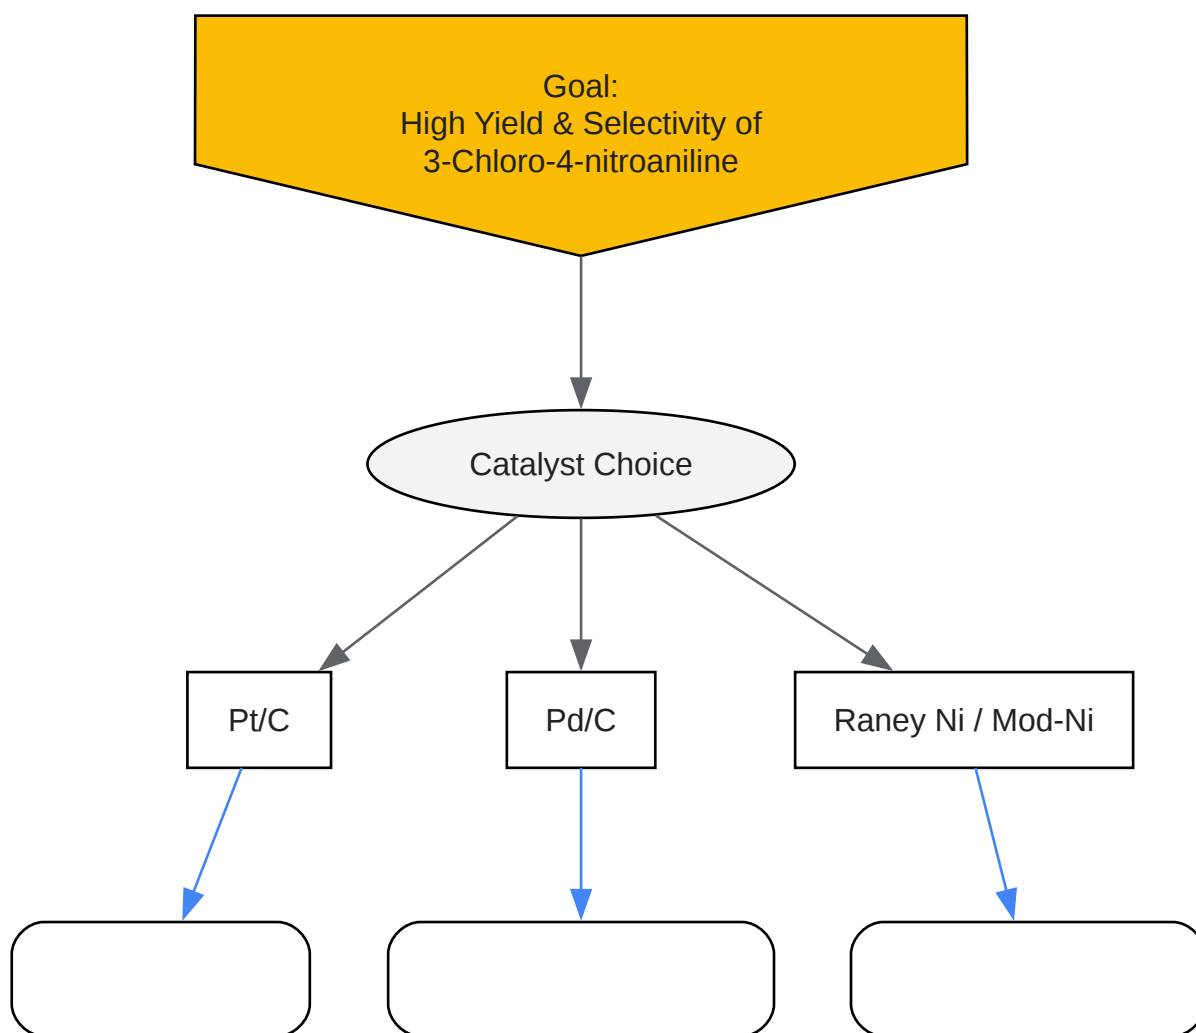 Goal:
High Yield & Selectivity of
3-Chloro-4-nitroaniline
Catalyst Choice
Pt/C
Pd/C
Raney Ni / Mod-Ni